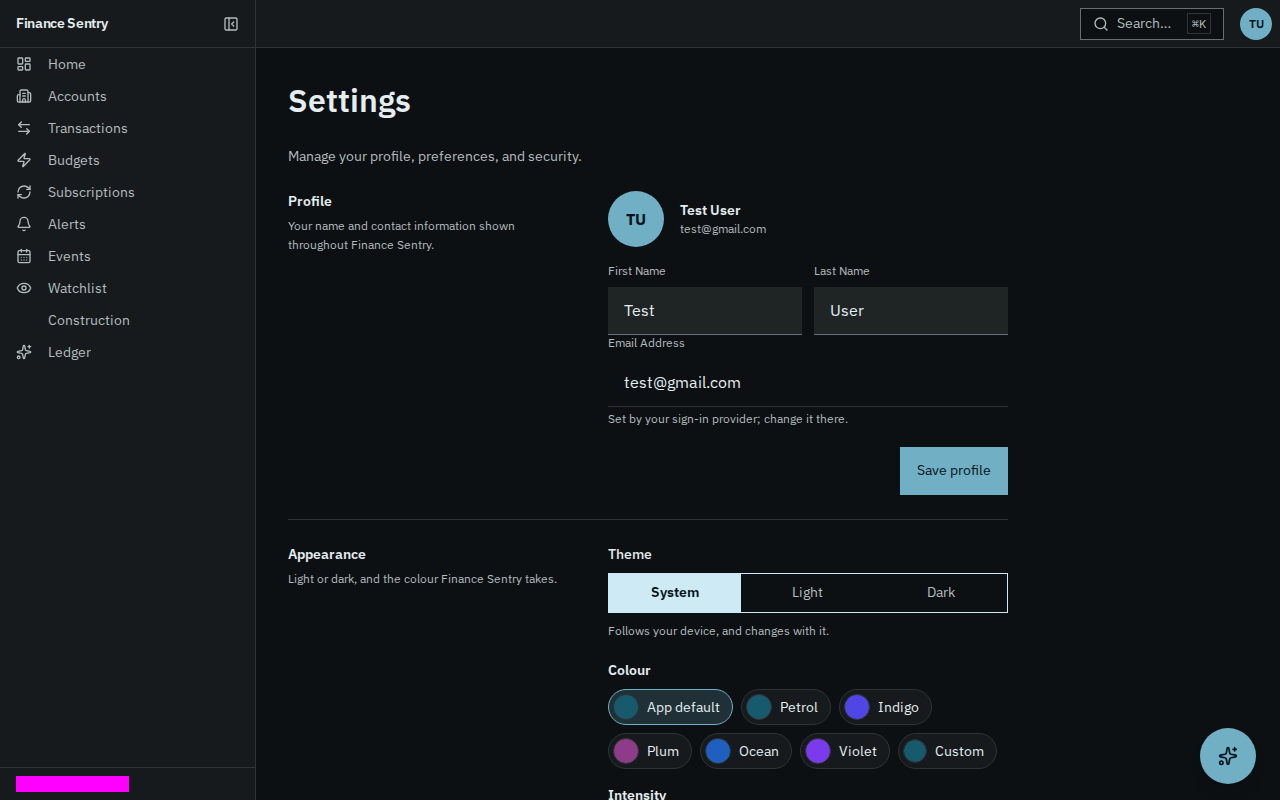 Finance Sentry
Search...
⌘K
TU
Home
Accounts
Transactions
Budgets
Subscriptions
Alerts
Events
Watchlist
Construction
Ledger
Settings
Manage your profile, preferences, and security.
Profile
Your name and contact information shown
throughout Finance Sentry.
TU
Test User
test@gmail.com
First Name
Last Name
Test
User
Email Address
test@gmail.com
Set by your sign-in provider; change it there.
Save profile
Appearance
Light or dark, and the colour Finance Sentry takes.
Theme
System
Light
Dark
Follows your device, and changes with it.
Colour
App default
Petrol
Indigo
Plum
Ocean
Violet
Custom
Intensity